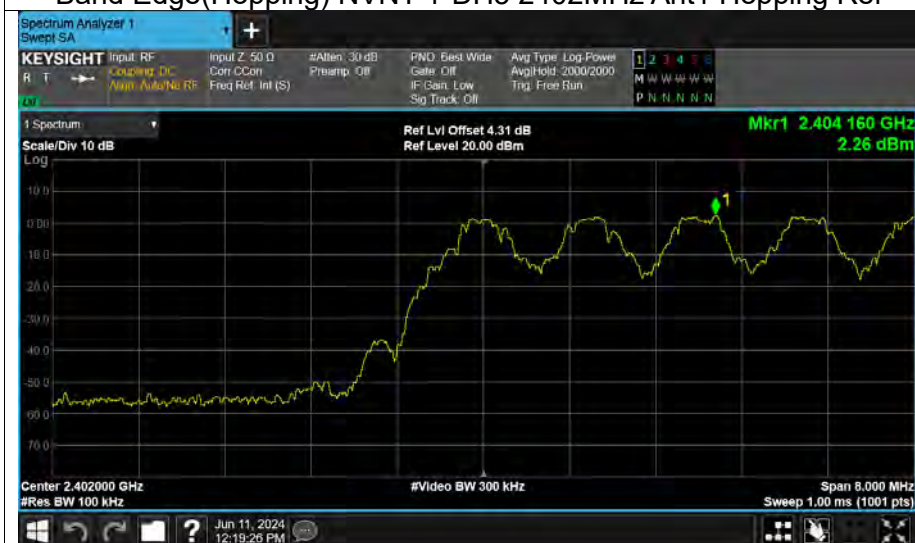 Band Edge(Hopping) NVNT 1-DH5 2402MHz Ant1 Hopping Ref
Spectrum Analyzer 1
Swept SA
KEYSIGHT Input: RF Input Z: 50 Ω #Atten: 30 dB PNO: Best Wide Avg Type: Log-Power 1 2 3 4 5 6
R T Coupling: DC Corr CCorr Preamp: Off Gate: Off Avg|Hold: 2000/2000 M W W W W W
Align: Auto/No RF Freq Ref: Int (S) IF Gain: Low Trig: Free Run
Sig Track: Off P N N N N N
1 Spectrum Ref Lvl Offset 4.31 dB Mkr1 2.404 160 GHz
Scale/Div 10 dB Ref Level 20.00 dBm 2.26 dBm
Log
10.0
1
0.00
-10.0
-20.0
-30.0
-40.0
-50.0
-60.0
-70.0
Center 2.402000 GHz #Video BW 300 kHz Span 8.000 MHz
#Res BW 100 kHz Sweep 1.00 ms (1001 pts)
? Jun 11, 2024
12:19:26 PM